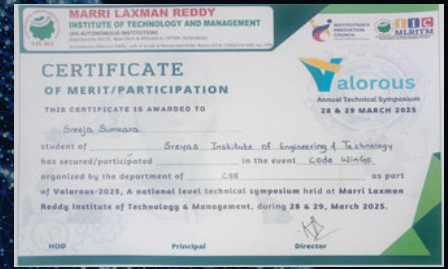 MARRI LAXMAN REDDY
INSTITUTE OF TECHNOLOGY AND MANAGEMENT
(AN AUTONOMOUS INSTITUTION)
MLRITM
CERTIFICATE
OF MERIT/PARTICIPATION
Valorous
Annual Technical Symposium
28 & 29 MARCH 2025
THIS CERTIFICATE IS AWARDED TO
Sreeja Sunkara
student of Sreyas Institute of Engineering & Technology
has secured/participated in the event Code WinGo
organized by the department of CSE as part
of Valorous-2025, A national level technical symposium held at Marri Laxman
Reddy Institute of Technology & Management, during 28 & 29, March 2025.
HOD Principal Director